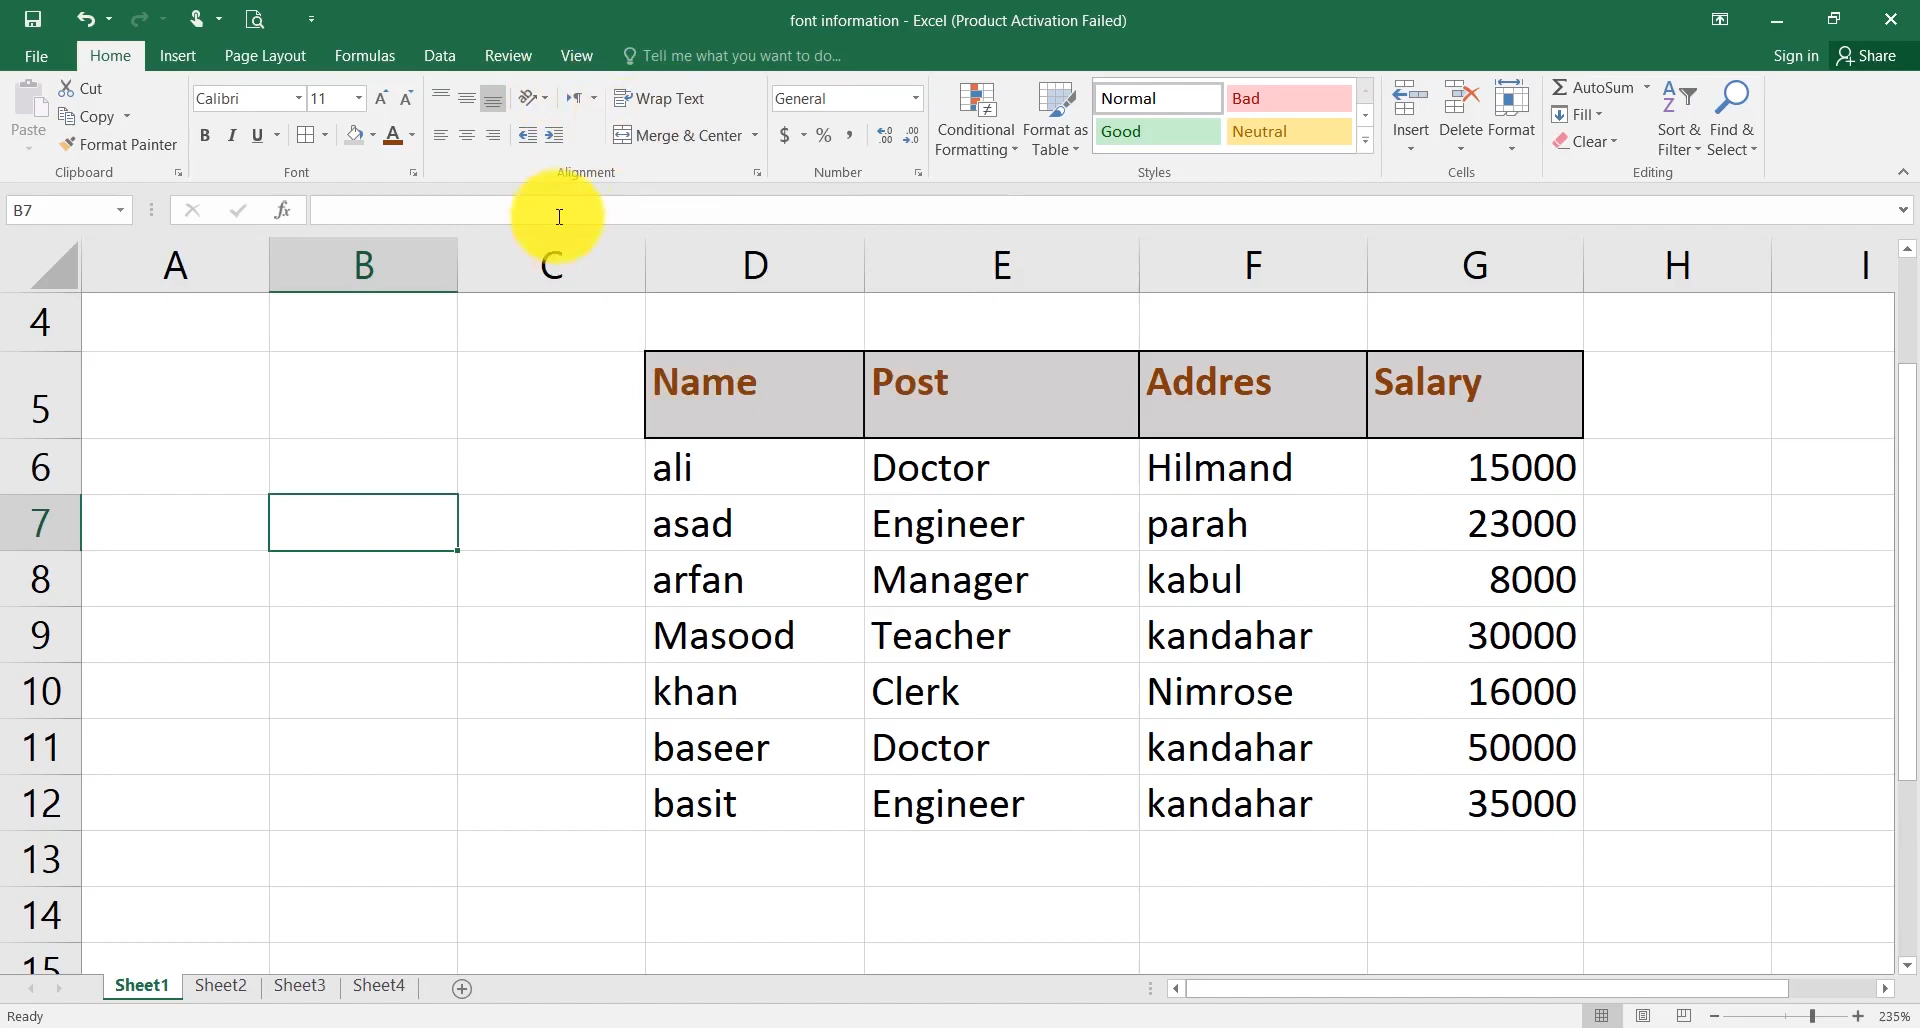 font information - Excel (Product Activation Failed)
File Home Insert Page Layout Formulas Data Review View Tell me what you want to do... Sign in Share
Paste
Cut
Copy
Format Painter
Clipboard
Calibri 11
B I U A
Font
Wrap Text
Merge & Center
Alignment
General
$ % ,
Number
Conditional Formatting
Format as Table
Normal Bad
Good Neutral
Styles
Insert Delete Format
Cells
AutoSum
Fill
Clear
Sort & Filter
Find & Select
Editing
B7 fx
A B C D E F G H I
4
5 Name Post Addres Salary
6 ali Doctor Hilmand 15000
7 asad Engineer parah 23000
8 arfan Manager kabul 8000
9 Masood Teacher kandahar 30000
10 khan Clerk Nimrose 16000
11 baseer Doctor kandahar 50000
12 basit Engineer kandahar 35000
13
14
15
Sheet1 Sheet2 Sheet3 Sheet4
Ready 235%